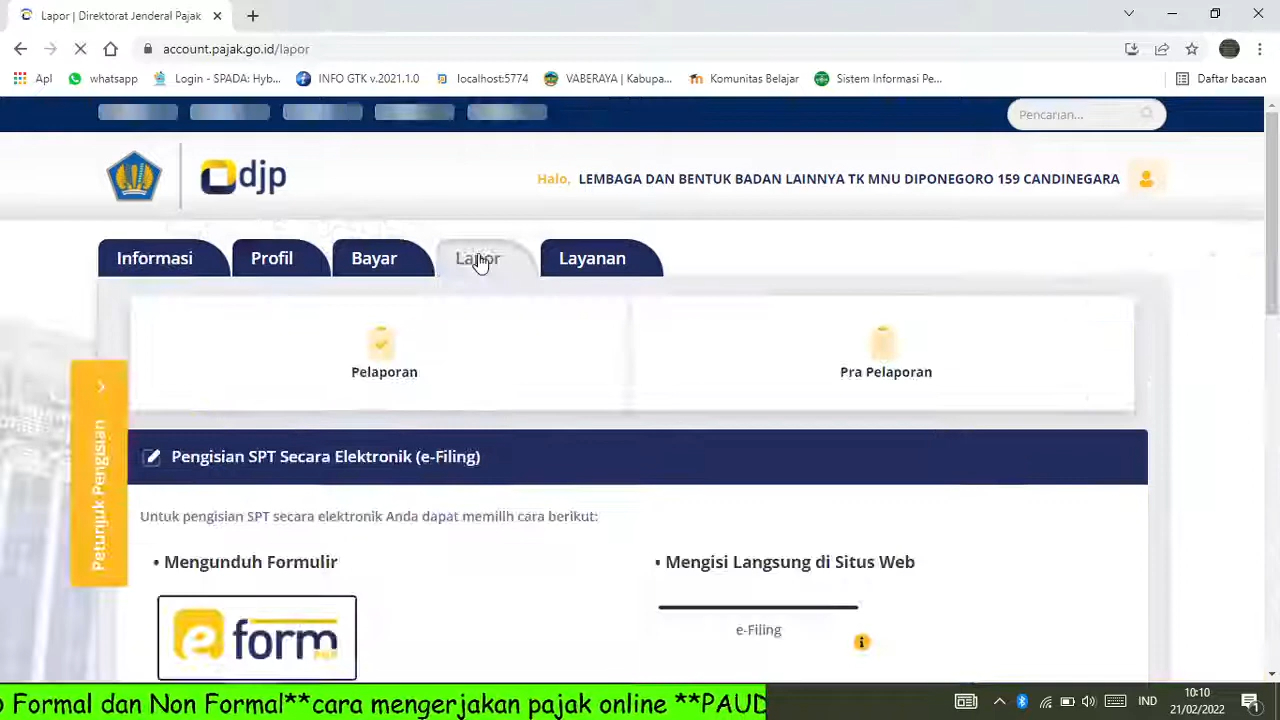 Lapor | Direktorat Jenderal Pajak
account.pajak.go.id/lapor
Apl whatsapp Login - SPADA: Hyb... INFO GTK v.2021.1.0 localhost:5774 VABERAYA | Kabupa... Komunitas Belajar Sistem Informasi Pe... Daftar bacaan
Pencarian...
djp
Halo, LEMBAGA DAN BENTUK BADAN LAINNYA TK MNU DIPONEGORO 159 CANDINEGARA
Informasi Profil Bayar Lapor Layanan
Pelaporan Pra Pelaporan
Petunjuk Pengisian
Pengisian SPT Secara Elektronik (e-Filing)
Untuk pengisian SPT secara elektronik Anda dapat memilih cara berikut:
• Mengunduh Formulir • Mengisi Langsung di Situs Web
e form
e-Filing
Formal dan Non Formal**cara mengerjakan pajak online **PAUD
IND
10:10
21/02/2022
1